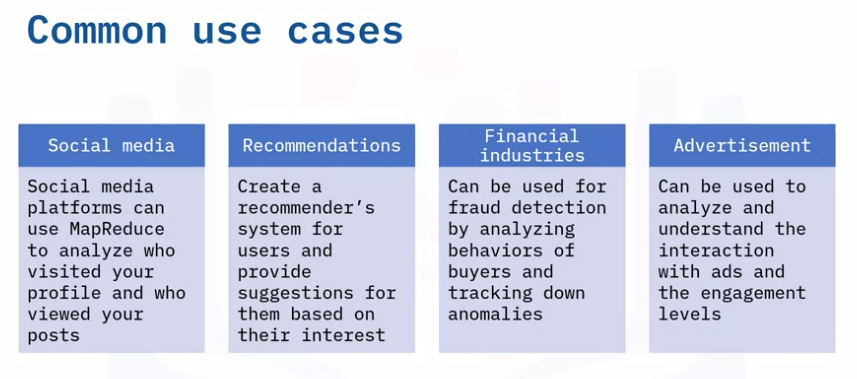 Common use cases
Social media
Social media
platforms can
use MapReduce
to analyze who
visited your
profile and who
viewed your
posts
Recommendations
Create a
recommender's
system for
users and
provide
suggestions for
them based on
their interest
Financial
industries
Can be used for
fraud detection
by analyzing
behaviors of
buyers and
tracking down
anomalies
Advertisement
Can be used to
analyze and
understand the
interaction
with ads and
the engagement
levels